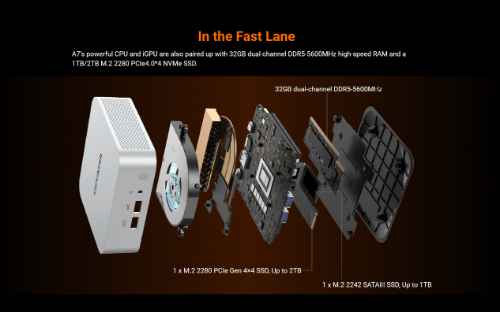 In the Fast Lane
A7's powerful CPU and iGPU are also paired up with 32GB dual-channel DDR5-5600MHz high-speed RAM and a
1TB/2TB M.2 2280 PCIe4.0*4 NVMe SSD.
32GB dual-channel DDR5-5600MHz
1 x M.2 2280 PCIe Gen 4×4 SSD, Up to 2TB
1 x M.2 2242 SATAIII SSD, Up to 1TB